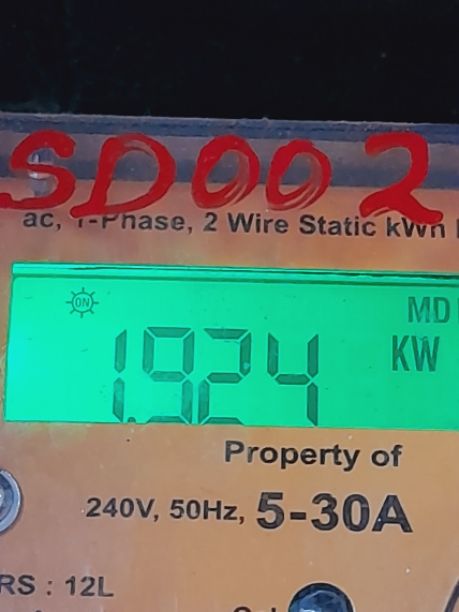 SD002
ac, 1-Phase, 2 Wire Static kWh
ON
MD
KW
1.924
Property of
240V, 50Hz, 5-30A
RS : 12L